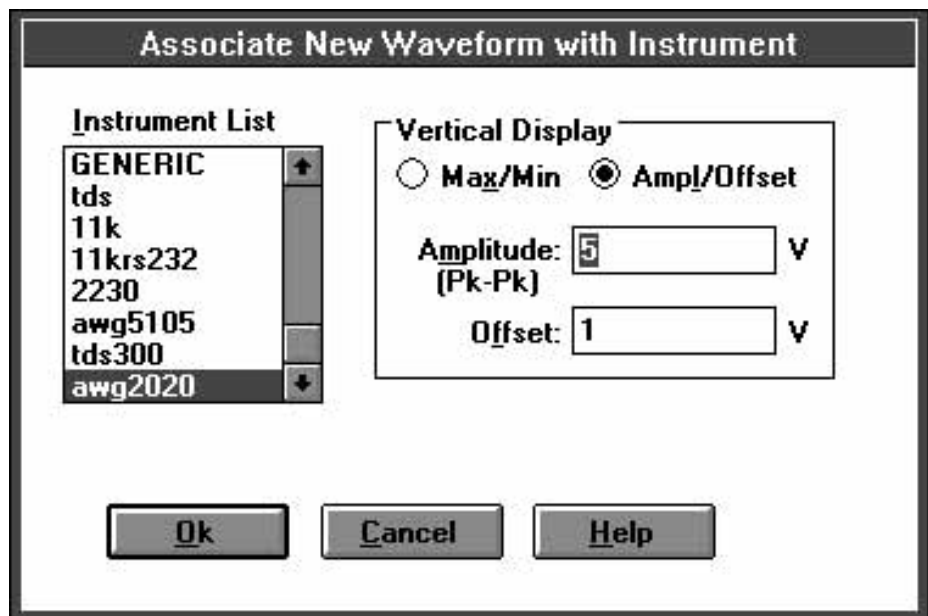 Associate New Waveform with Instrument
Instrument List
GENERIC
tds
11k
11krs232
2230
awg5105
tds300
awg2020
Vertical Display
Max/Min Ampl/Offset
Amplitude: 5 V
(Pk-Pk)
Offset: 1 V
Ok Cancel Help